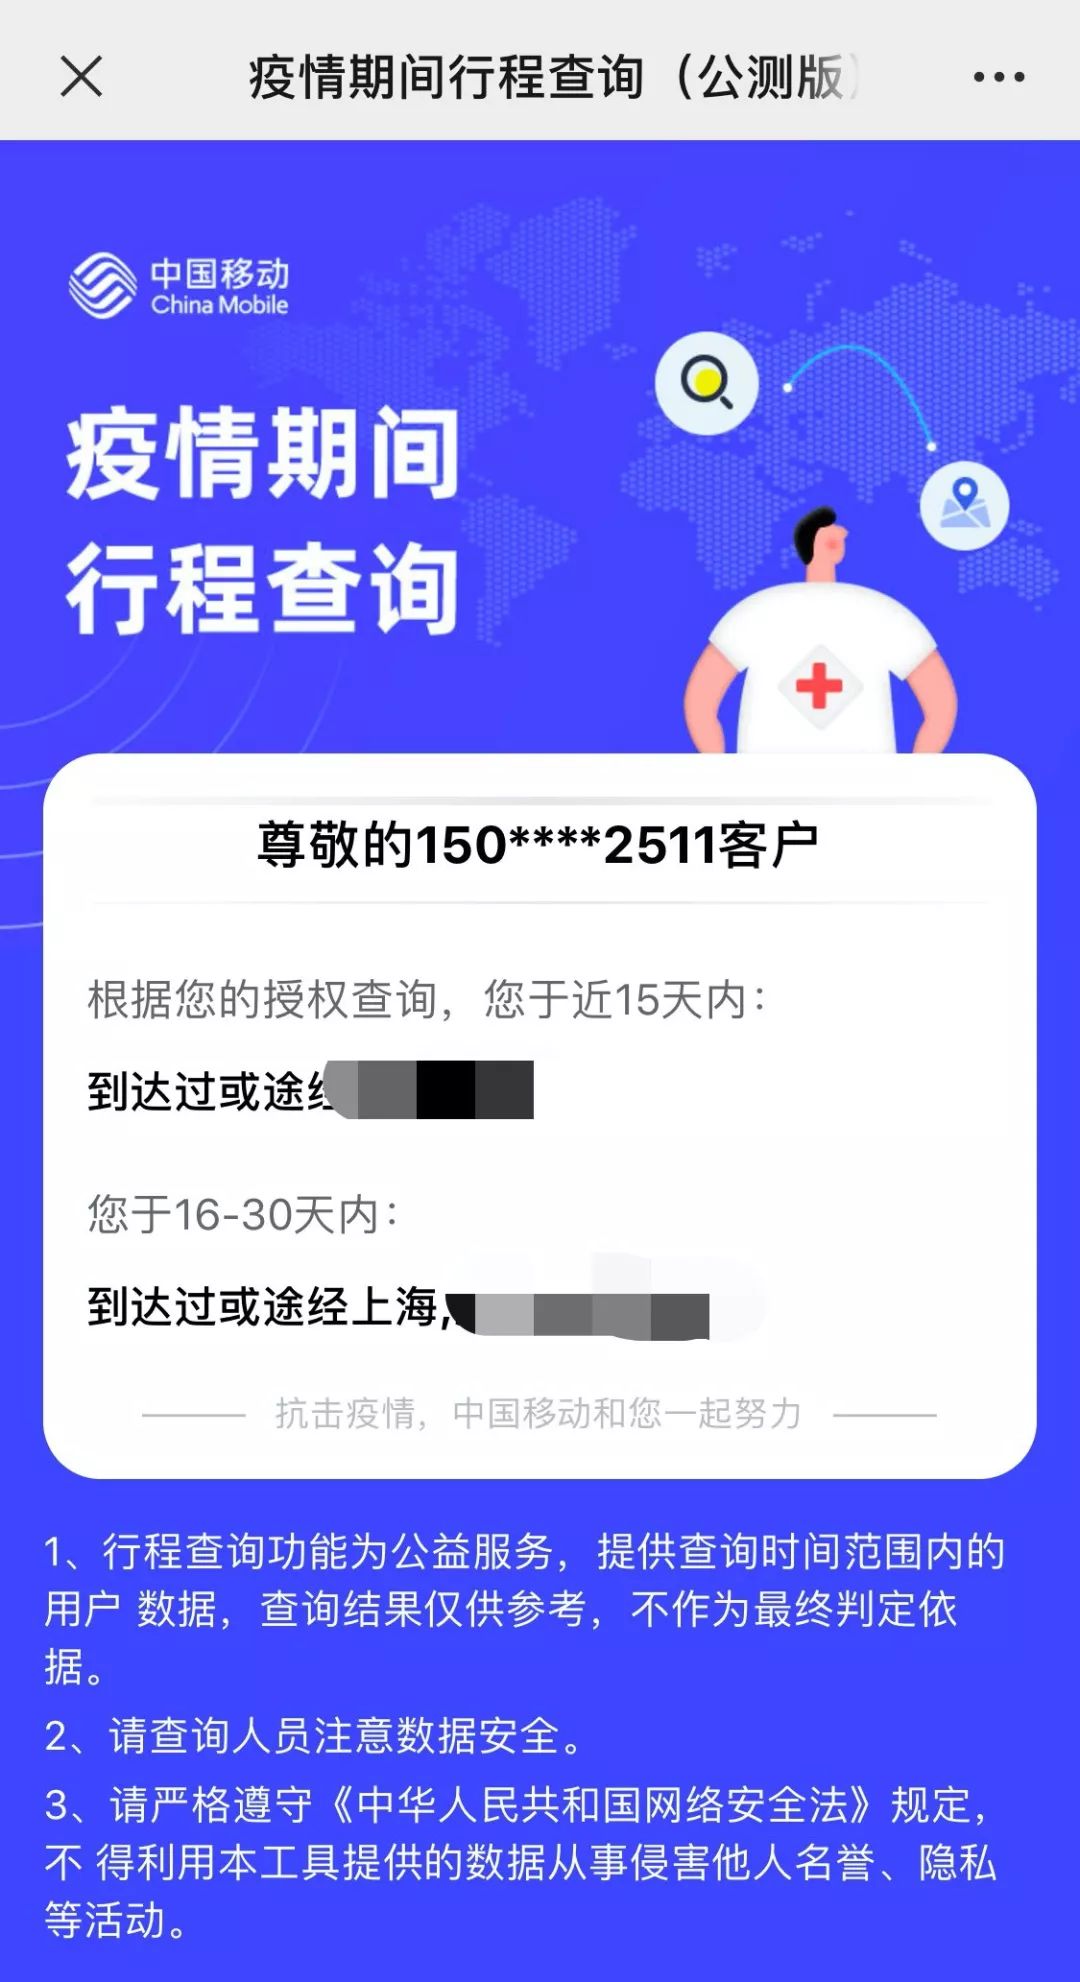 疫情期间行程查询（公测版）
中国移动
China Mobile
疫情期间
行程查询
尊敬的150****2511客户
根据您的授权查询，您于近15天内：
到达过或途经
您于16-30天内：
到达过或途经上海,
抗击疫情，中国移动和您一起努力
1、行程查询功能为公益服务，提供查询时间范围内的
用户 数据，查询结果仅供参考，不作为最终判定依
据。
2、请查询人员注意数据安全。
3、请严格遵守《中华人民共和国网络安全法》规定，
不 得利用本工具提供的数据从事侵害他人名誉、隐私
等活动。